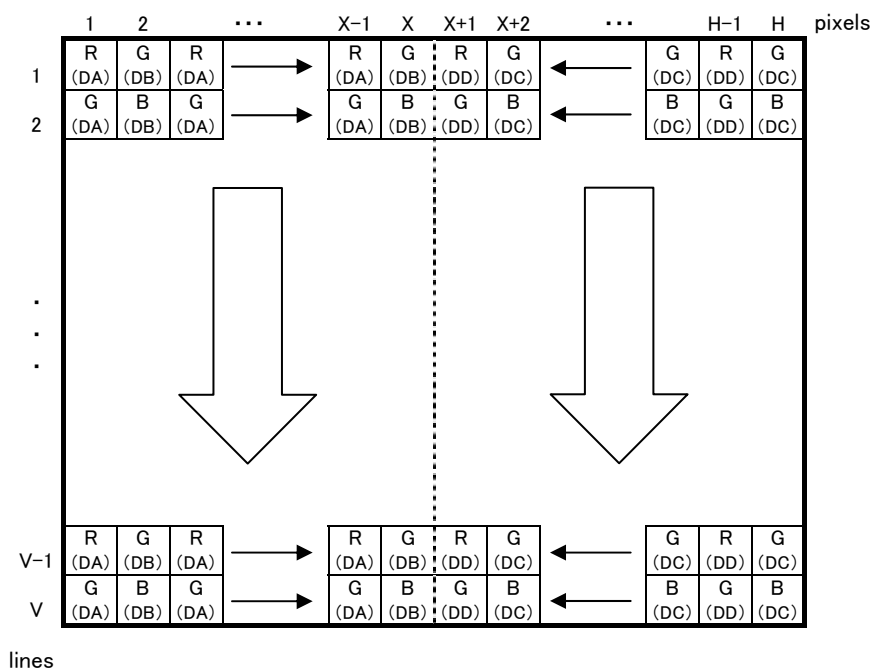 1 2 ··· X-1 X X+1 X+2 ··· H-1 H pixels
R G R R G R G G R G
1 (DA) (DB) (DA) (DA) (DB) (DD) (DC) (DC) (DD) (DC)
G B G G B G B B G B
2 (DA) (DB) (DA) (DA) (DB) (DD) (DC) (DC) (DD) (DC)
·
·
·
R G R R G R G G R G
V-1 (DA) (DB) (DA) (DA) (DB) (DD) (DC) (DC) (DD) (DC)
G B G G B G B B G B
V (DA) (DB) (DA) (DA) (DB) (DD) (DC) (DC) (DD) (DC)
lines